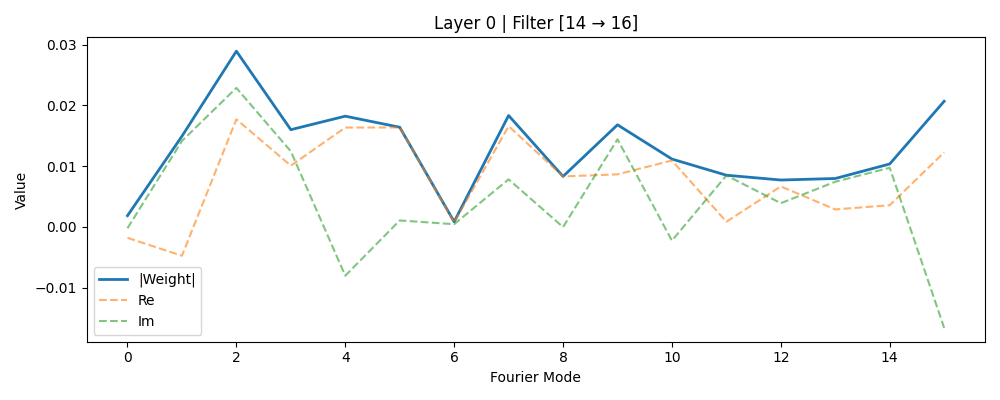 Layer 0 | Filter [14 → 16]
0.03
0.02
0.01
0.00
−0.01
Value
|Weight|
Re
Im
0 2 4 6 8 10 12 14
Fourier Mode